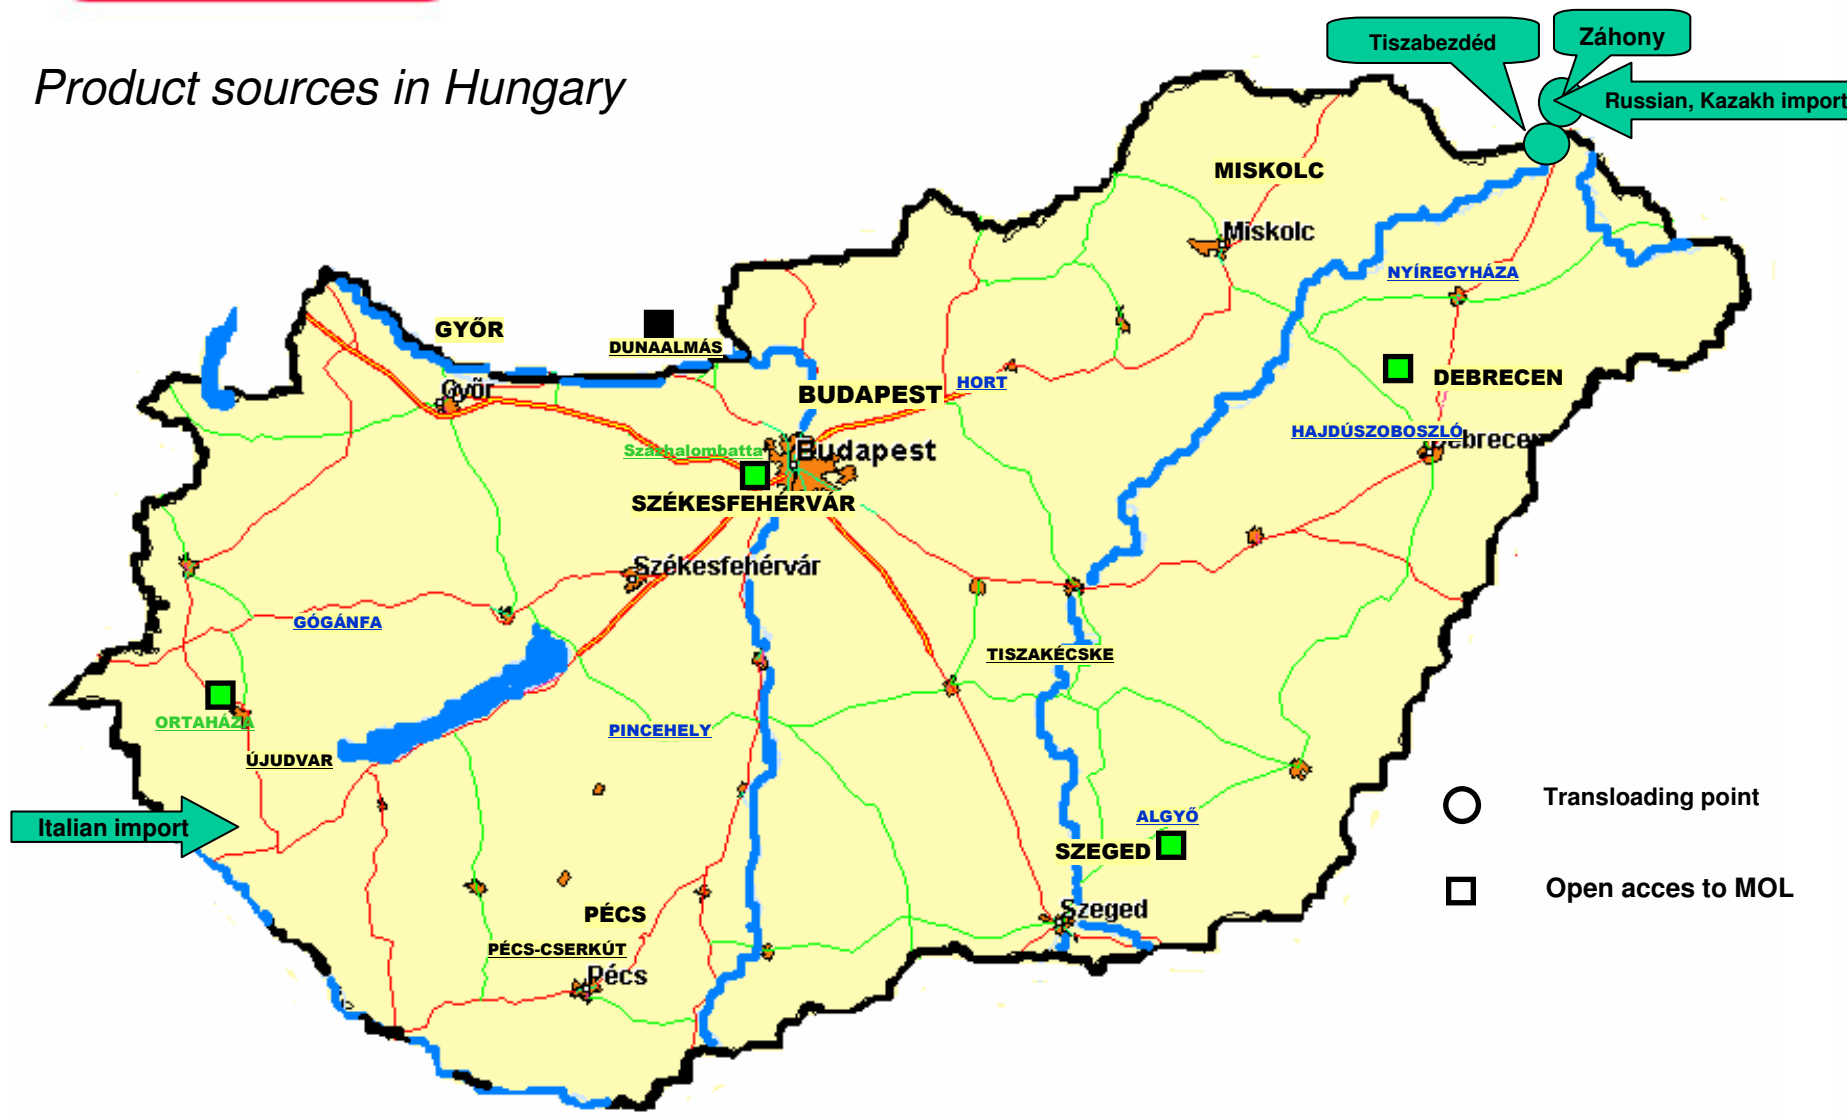 Product sources in Hungary
Tiszabezdéd
Záhony
Russian, Kazakh import
MISKOLC
Miskolc
NYÍREGYHÁZA
GYŐR
DUNAALMÁS
Győr
BUDAPEST
HORT
DEBRECEN
HAJDÚSZOBOSZLÓ
Debrecen
Százhalombatta
Budapest
SZÉKESFEHÉRVÁR
Székesfehérvár
GÓGÁNFA
TISZAKÉCSKE
ORTAHÁZA
PINCEHELY
ÚJUDVAR
Italian import
ALGYŐ
SZEGED
Szeged
PÉCS
PÉCS-CSERKÚT
Pécs
Transloading point
Open acces to MOL